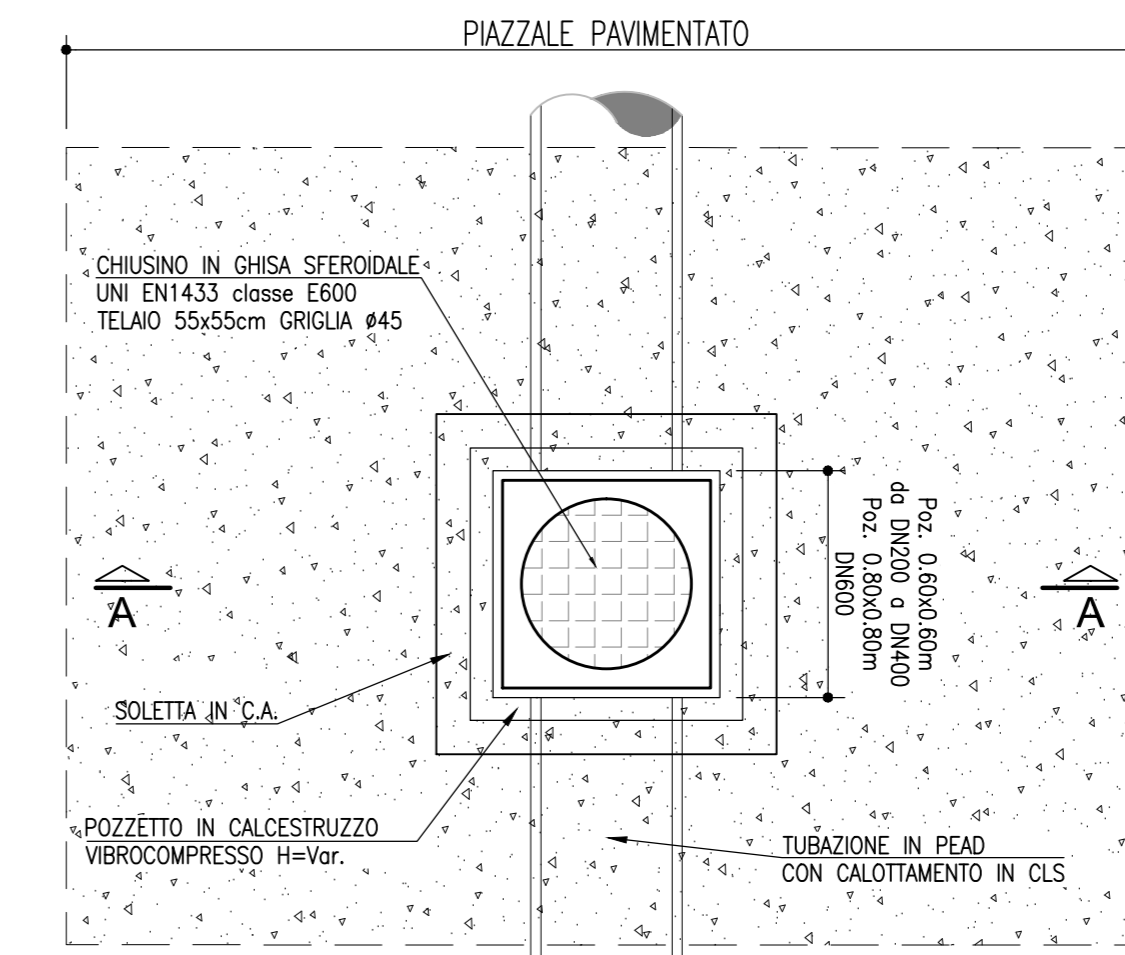 PIAZZALE PAVIMENTATO
CHIUSINO IN GHISA SFEROIDALE
UNI EN1433 classe E600
TELAIO 55x55cm GRIGLIA ø45
Poz. 0.60x0.60m
da DN200 a DN400
Poz. 0.80x0.80m
DN600
A
A
SOLETTA IN C.A.
POZZETTO IN CALCESTRUZZO
VIBROCOMPRESSO H=Var.
TUBAZIONE IN PEAD
CON CALOTTAMENTO IN CLS